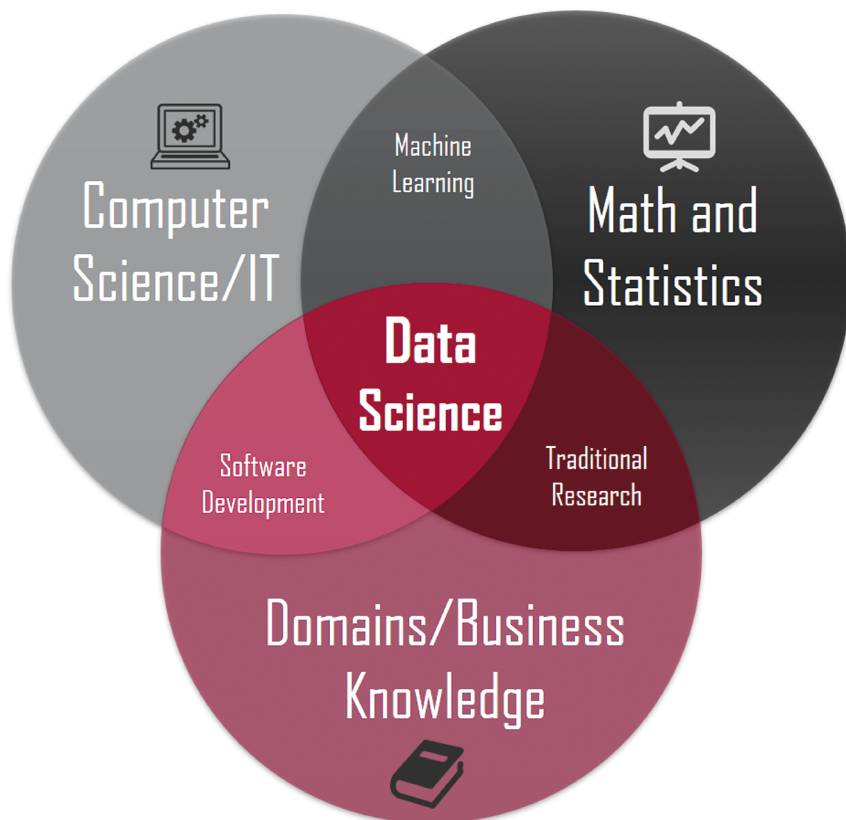 Machine
Learning
Computer
Science/IT
Math and
Statistics
Data
Science
Software
Development
Traditional
Research
Domains/Business
Knowledge